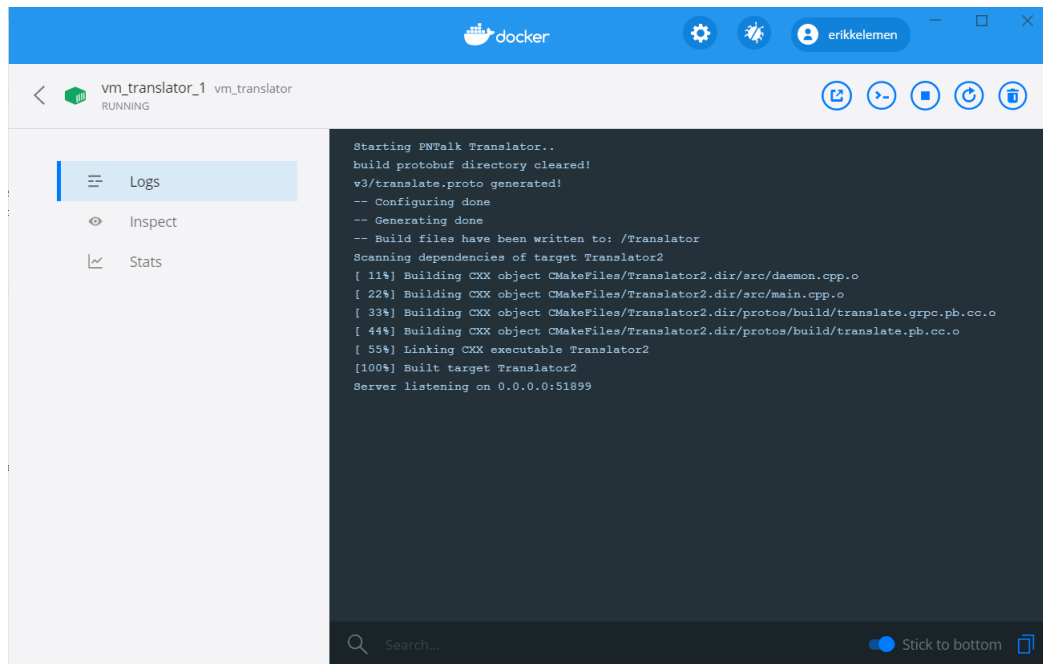 docker
erikkelemen
vm_translator_1 vm_translator
RUNNING
Logs
Inspect
Stats
Starting PNTalk Translator..
build protobuf directory cleared!
v3/translate.proto generated!
-- Configuring done
-- Generating done
-- Build files have been written to: /Translator
Scanning dependencies of target Translator2
[ 11%] Building CXX object CMakeFiles/Translator2.dir/src/daemon.cpp.o
[ 22%] Building CXX object CMakeFiles/Translator2.dir/src/main.cpp.o
[ 33%] Building CXX object CMakeFiles/Translator2.dir/protos/build/translate.grpc.pb.cc.o
[ 44%] Building CXX object CMakeFiles/Translator2.dir/protos/build/translate.pb.cc.o
[ 55%] Linking CXX executable Translator2
[100%] Built target Translator2
Server listening on 0.0.0.0:51899
Search...
Stick to bottom